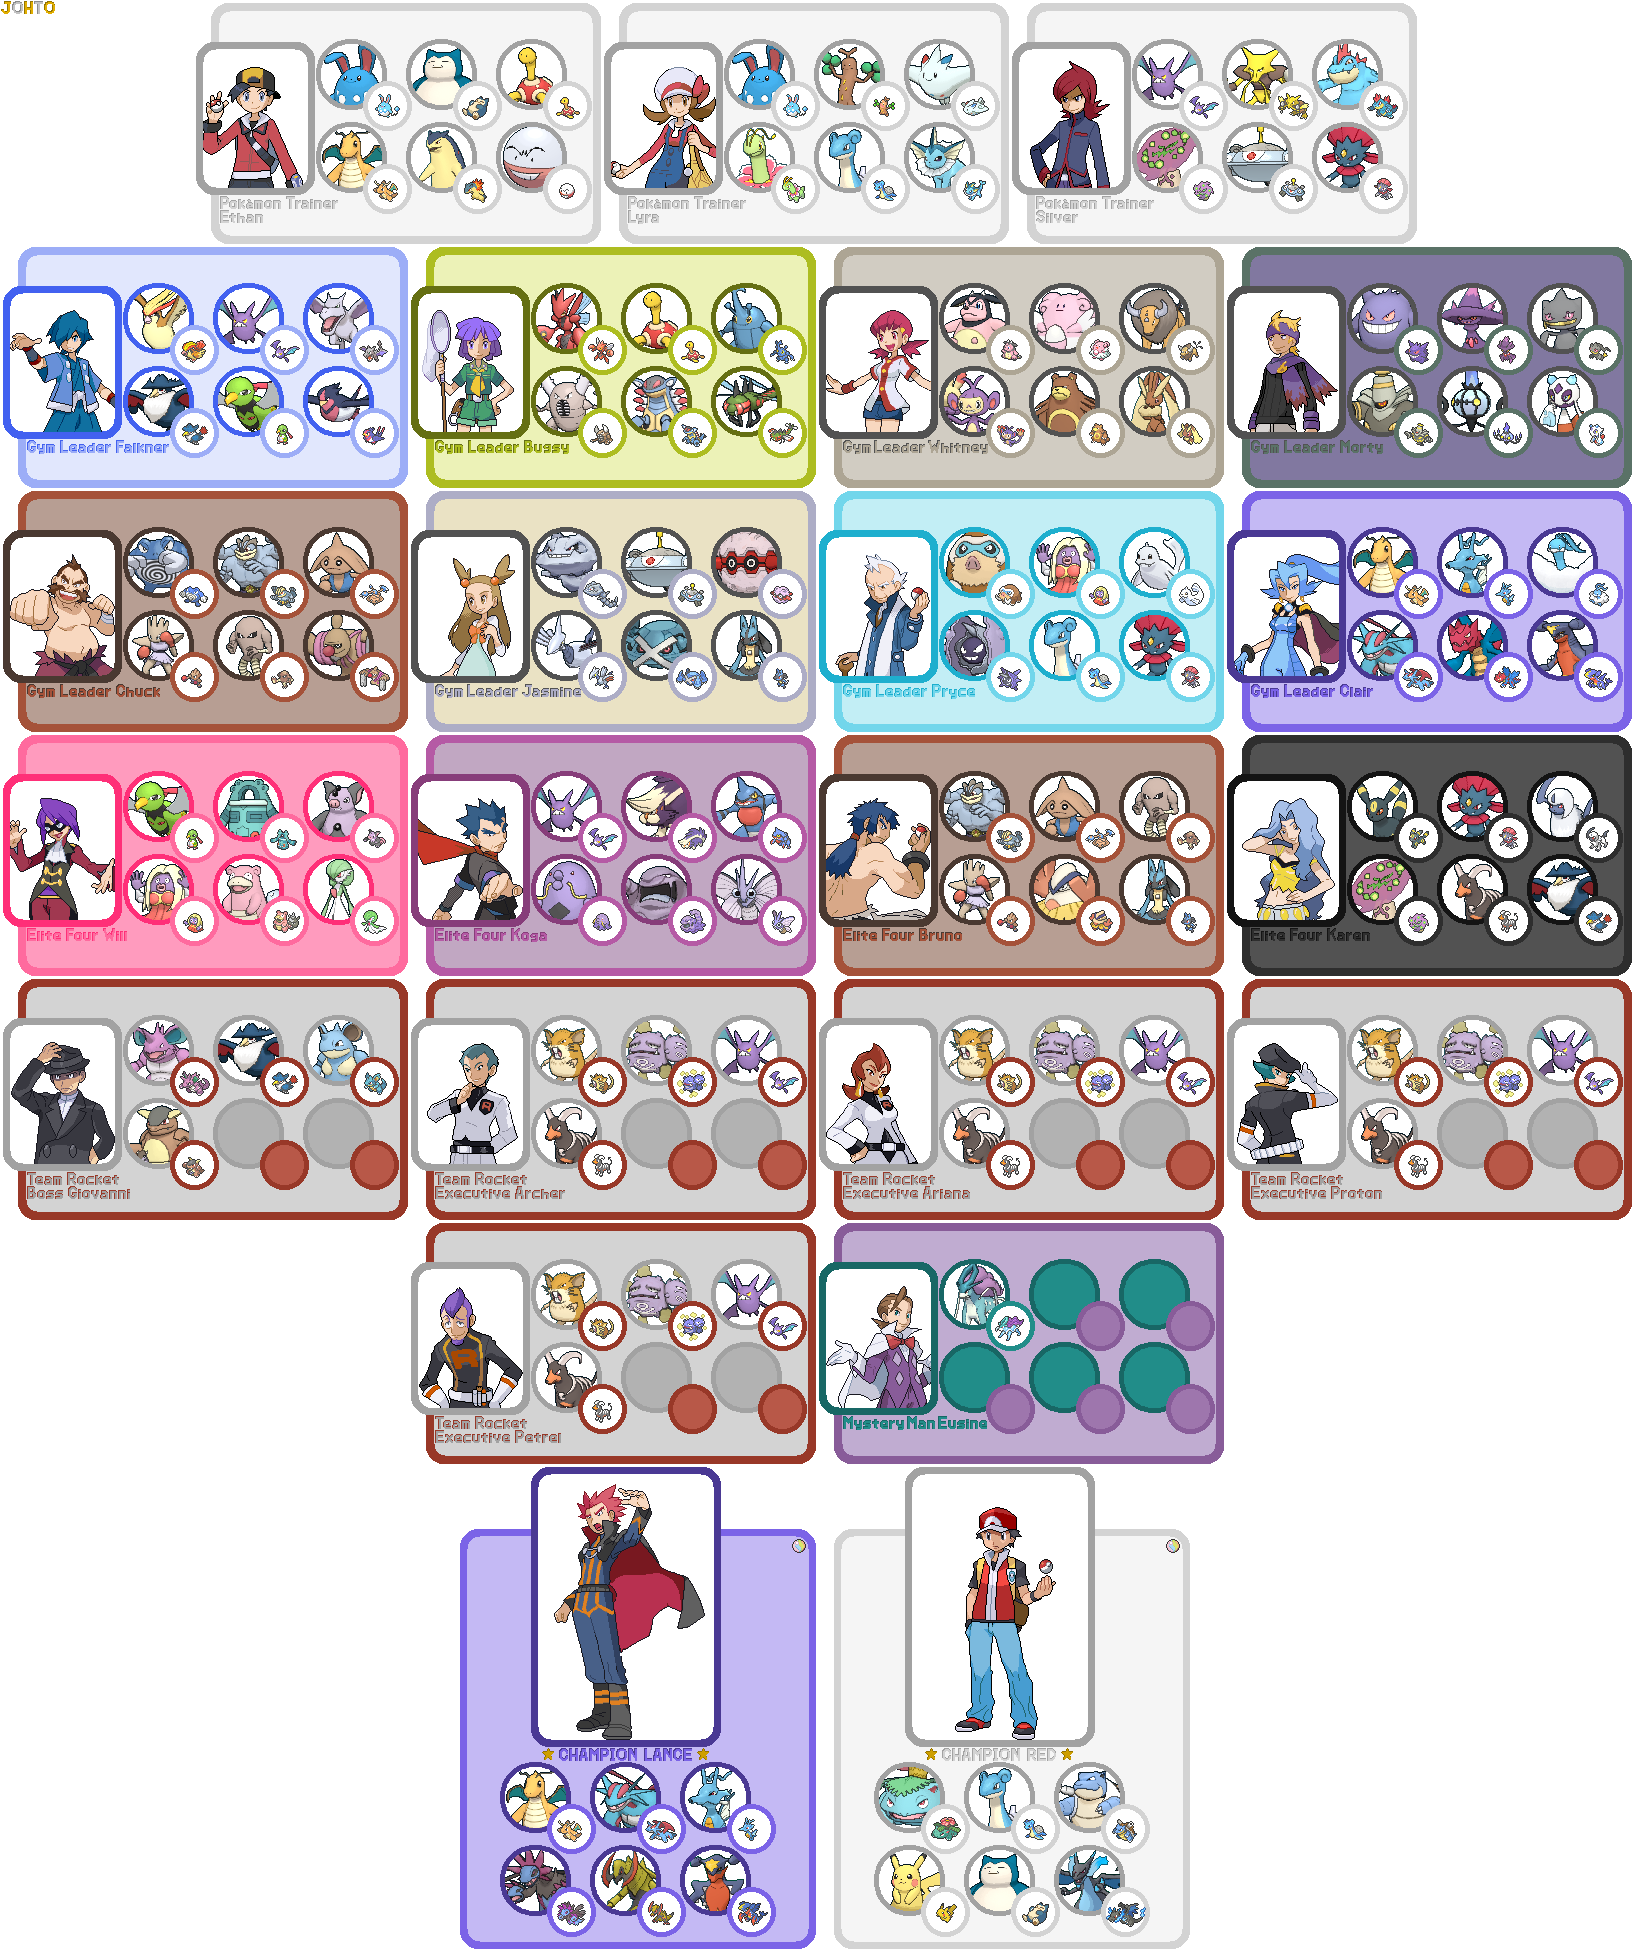 JOHTO
Pokémon Trainer
Ethan
Pokémon Trainer
Lyra
Pokémon Trainer
Silver
Gym Leader Falkner
Gym Leader Bugsy
Gym Leader Whitney
Gym Leader Morty
Gym Leader Chuck
Gym Leader Jasmine
Gym Leader Pryce
Gym Leader Clair
Elite Four Will
Elite Four Koga
Elite Four Bruno
Elite Four Karen
Team Rocket
Boss Giovanni
Team Rocket
Executive Archer
Team Rocket
Executive Ariana
Team Rocket
Executive Proton
Team Rocket
Executive Petrel
Mystery Man Eusine
CHAMPION LANCE
CHAMPION RED